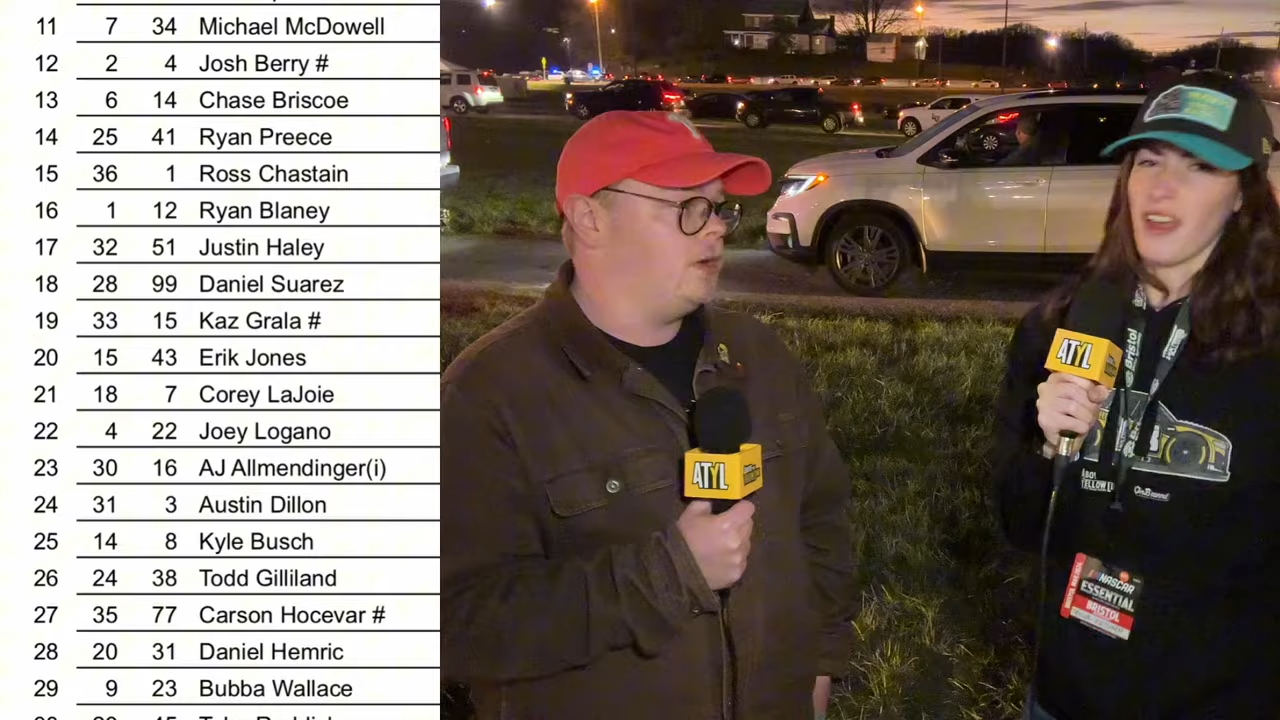 11 7 34 Michael McDowell
12 2 4 Josh Berry #
13 6 14 Chase Briscoe
14 25 41 Ryan Preece
15 36 1 Ross Chastain
16 1 12 Ryan Blaney
17 32 51 Justin Haley
18 28 99 Daniel Suarez
19 33 15 Kaz Grala #
20 15 43 Erik Jones
21 18 7 Corey LaJoie
22 4 22 Joey Logano
23 30 16 AJ Allmendinger(i)
24 31 3 Austin Dillon
25 14 8 Kyle Busch
26 24 38 Todd Gilliland
27 35 77 Carson Hocevar #
28 20 31 Daniel Hemric
29 9 23 Bubba Wallace
ATYL
ATYL
Bristol
NASCAR
ESSENTIAL
BRISTOL